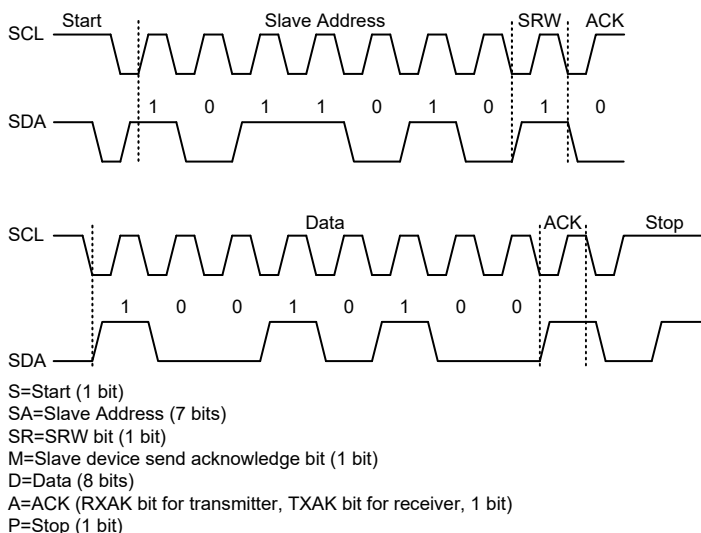 Start Slave Address SRW ACK
SCL
1 0 1 1 0 1 0 1 0
SDA
Data ACK Stop
SCL
1 0 0 1 0 1 0 0
SDA
S=Start (1 bit)
SA=Slave Address (7 bits)
SR=SRW bit (1 bit)
M=Slave device send acknowledge bit (1 bit)
D=Data (8 bits)
A=ACK (RXAK bit for transmitter, TXAK bit for receiver, 1 bit)
P=Stop (1 bit)